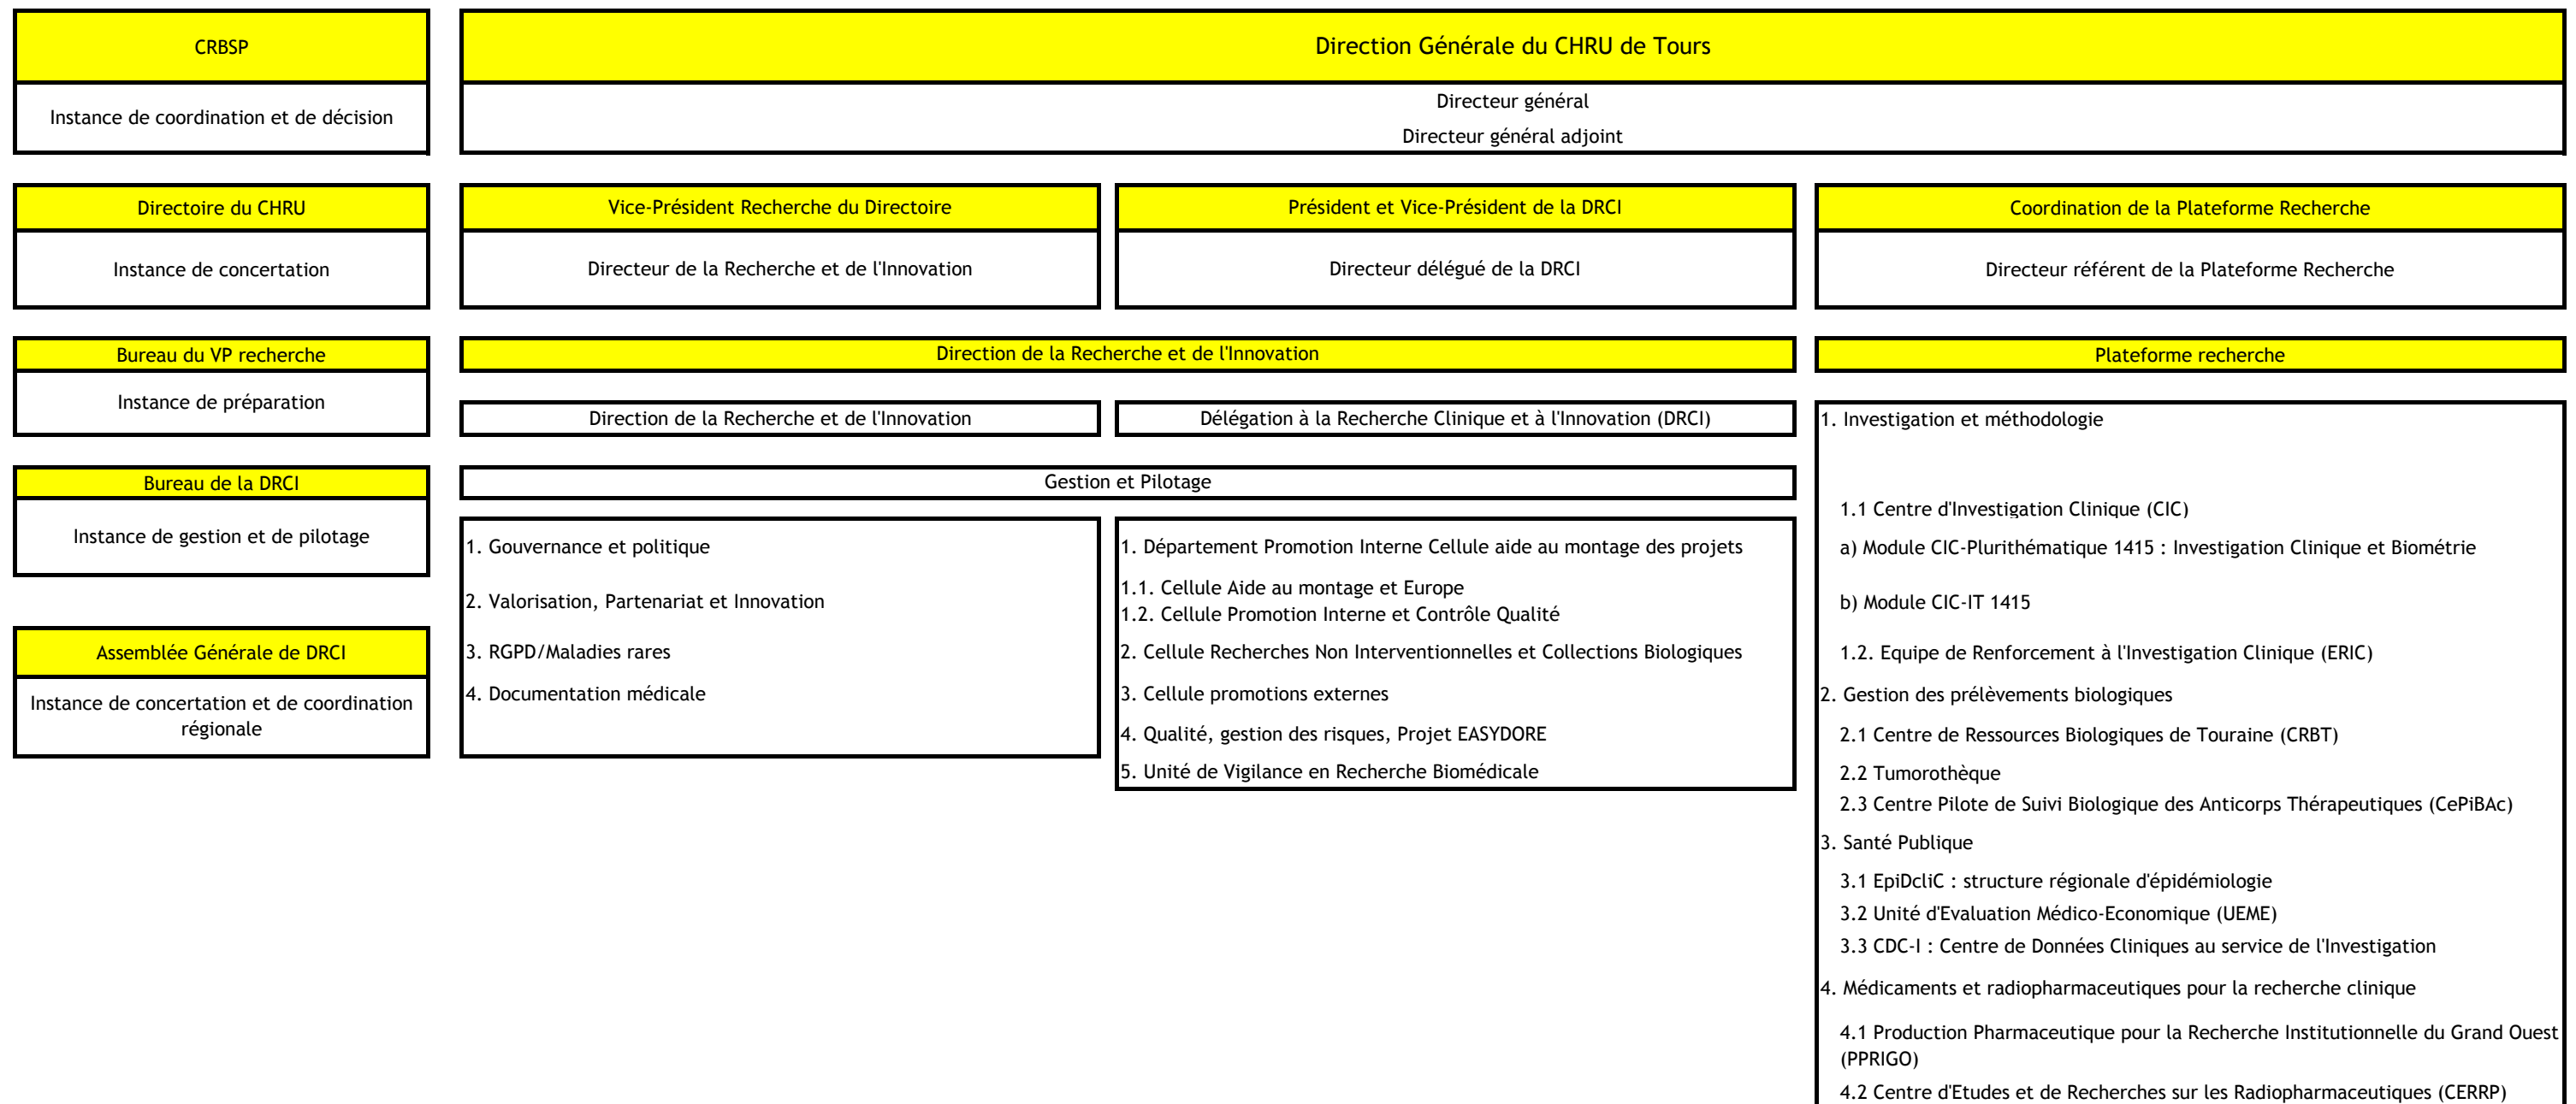 CRBSP
Instance de coordination et de décision
Direction Générale du CHRU de Tours
Directeur général
Directeur général adjoint
Directoire du CHRU
Instance de concertation
Vice-Président Recherche du Directoire
Directeur de la Recherche et de l'Innovation
Président et Vice-Président de la DRCI
Directeur délégué de la DRCI
Coordination de la Plateforme Recherche
Directeur référent de la Plateforme Recherche
Bureau du VP recherche
Instance de préparation
Bureau de la DRCI
Instance de gestion et de pilotage
Assemblée Générale de DRCI
Instance de concertation et de coordination
régionale
Direction de la Recherche et de l'Innovation
Direction de la Recherche et de l'Innovation
Délégation à la Recherche Clinique et à l'Innovation (DRCI)
Gestion et Pilotage
1. Gouvernance et politique
2. Valorisation, Partenariat et Innovation
3. RGPD/Maladies rares
4. Documentation médicale
1. Département Promotion Interne Cellule aide au montage des projets
1.1. Cellule Aide au montage et Europe
1.2. Cellule Promotion Interne et Contrôle Qualité
2. Cellule Recherches Non Interventionnelles et Collections Biologiques
3. Cellule promotions externes
4. Qualité, gestion des risques, Projet EASYDORE
5. Unité de Vigilance en Recherche Biomédicale
Plateforme recherche
1. Investigation et méthodologie
1.1 Centre d'Investigation Clinique (CIC)
a) Module CIC-Plurithématique 1415 : Investigation Clinique et Biométrie
b) Module CIC-IT 1415
1.2. Equipe de Renforcement à l'Investigation Clinique (ERIC)
2. Gestion des prélèvements biologiques
2.1 Centre de Ressources Biologiques de Touraine (CRBT)
2.2 Tumorothèque
2.3 Centre Pilote de Suivi Biologique des Anticorps Thérapeutiques (CePiBAc)
3. Santé Publique
3.1 EpiDcliC : structure régionale d'épidémiologie
3.2 Unité d'Evaluation Médico-Economique (UEME)
3.3 CDC-I : Centre de Données Cliniques au service de l'Investigation
4. Médicaments et radiopharmaceutiques pour la recherche clinique
4.1 Production Pharmaceutique pour la Recherche Institutionnelle du Grand Ouest
(PPRIGO)
4.2 Centre d'Etudes et de Recherches sur les Radiopharmaceutiques (CERRP)